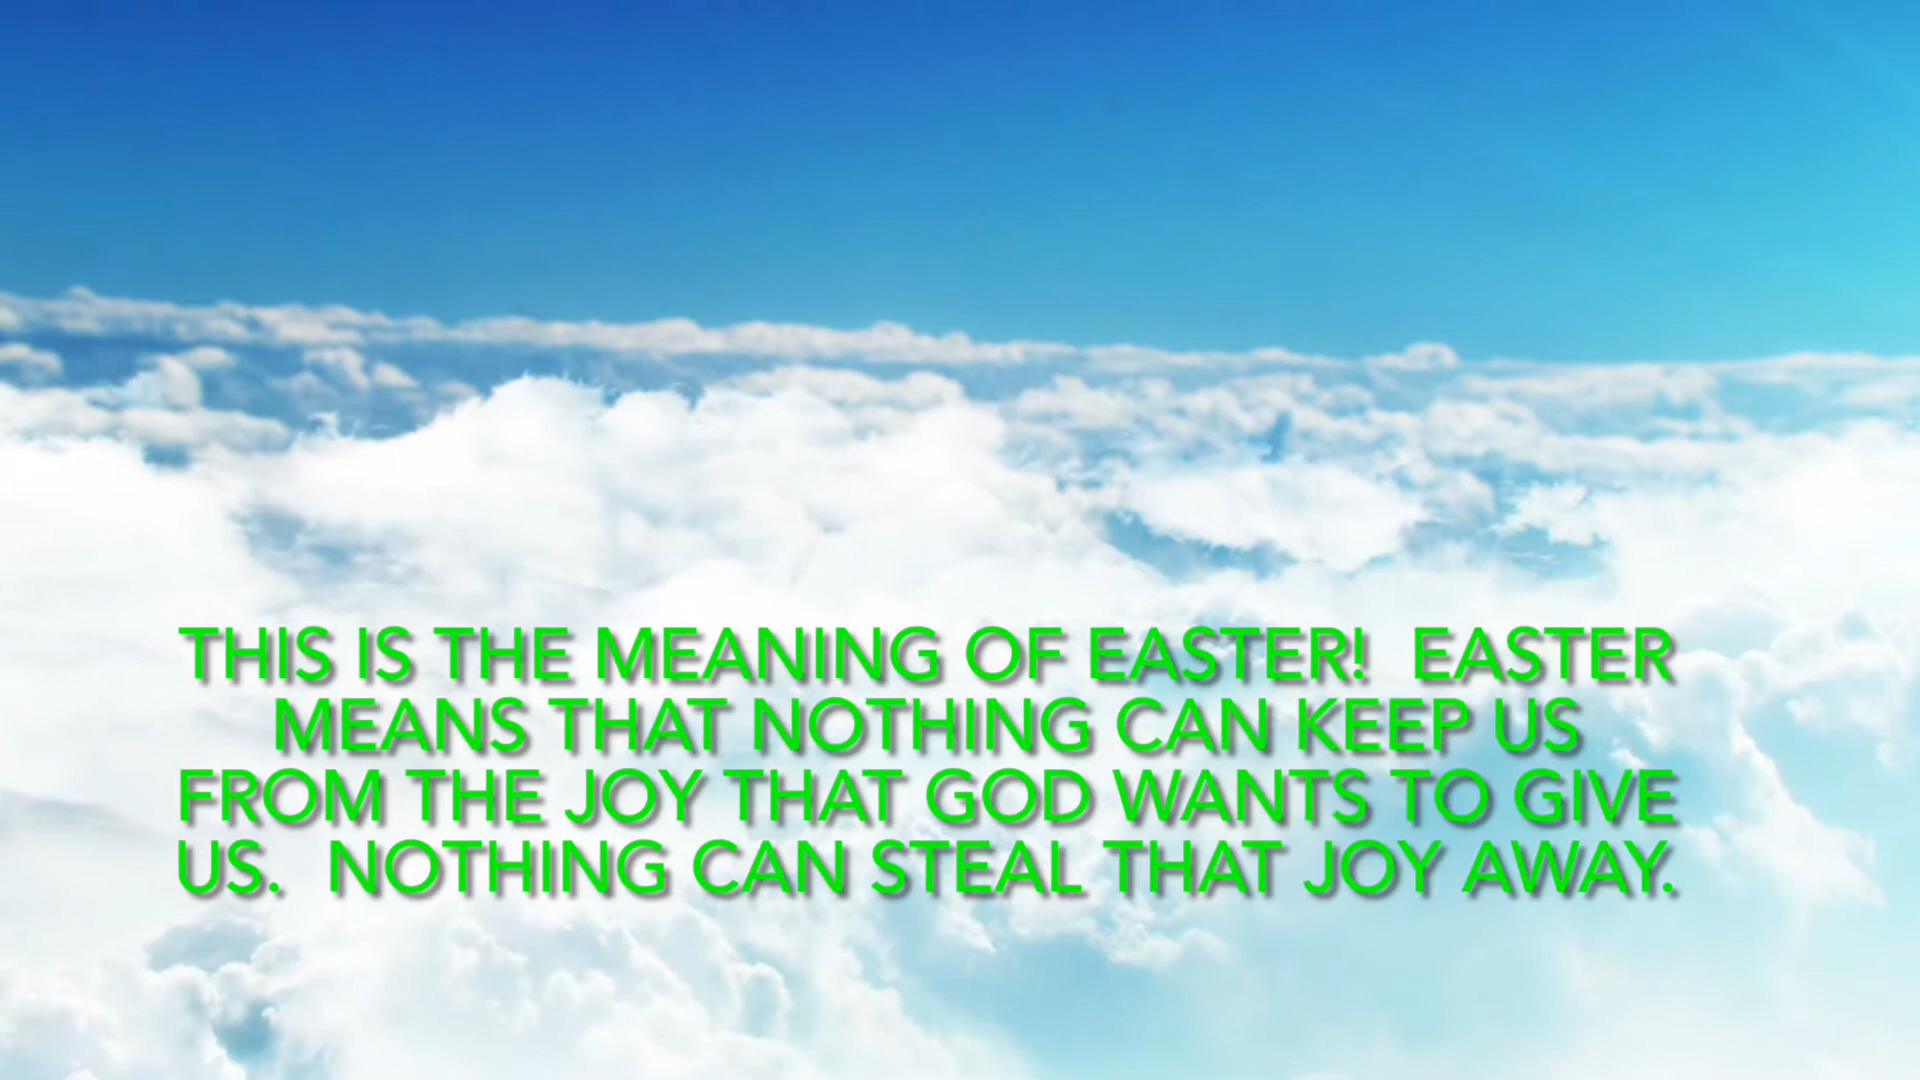 THIS IS THE MEANING OF EASTER!  EASTER
MEANS THAT NOTHING CAN KEEP US
FROM THE JOY THAT GOD WANTS TO GIVE
US.  NOTHING CAN STEAL THAT JOY AWAY.